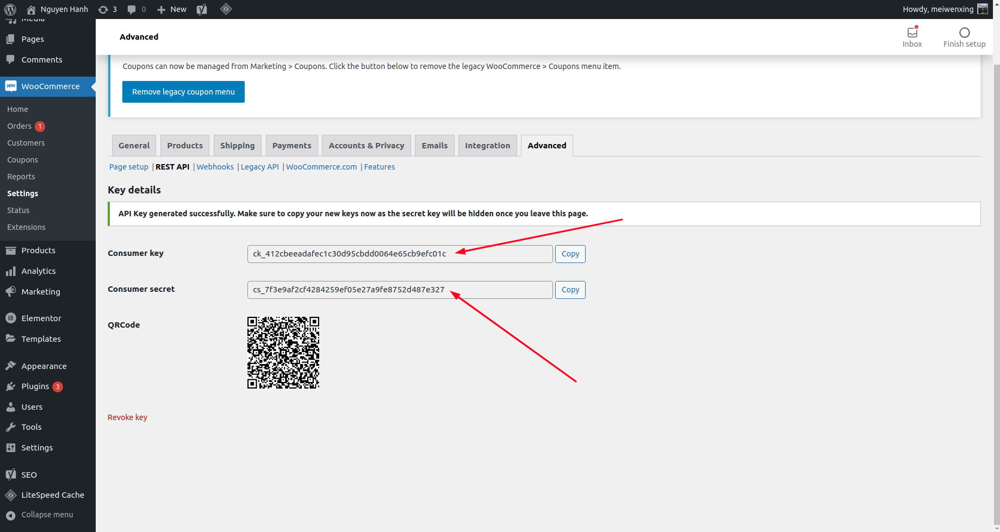 Nguyen Hanh 3 0 New
Howdy, meiwenxing
Media
Pages
Comments
WooCommerce
Home
Orders 1
Customers
Coupons
Reports
Settings
Status
Extensions
Products
Analytics
Marketing
Elementor
Templates
Appearance
Plugins 3
Users
Tools
Settings
SEO
LiteSpeed Cache
Collapse menu
Advanced
Inbox
Finish setup
Coupons can now be managed from Marketing > Coupons. Click the button below to remove the legacy WooCommerce > Coupons menu item.
Remove legacy coupon menu
General Products Shipping Payments Accounts & Privacy Emails Integration Advanced
Page setup | REST API | Webhooks | Legacy API | WooCommerce.com | Features
Key details
API Key generated successfully. Make sure to copy your new keys now as the secret key will be hidden once you leave this page.
Consumer key ck_412cbeeadafec1c30d95cbdd0064e65cb9efc01c Copy
Consumer secret cs_7f3e9af2cf4284259ef05e27a9fe8752d487e327 Copy
QRCode
Revoke key